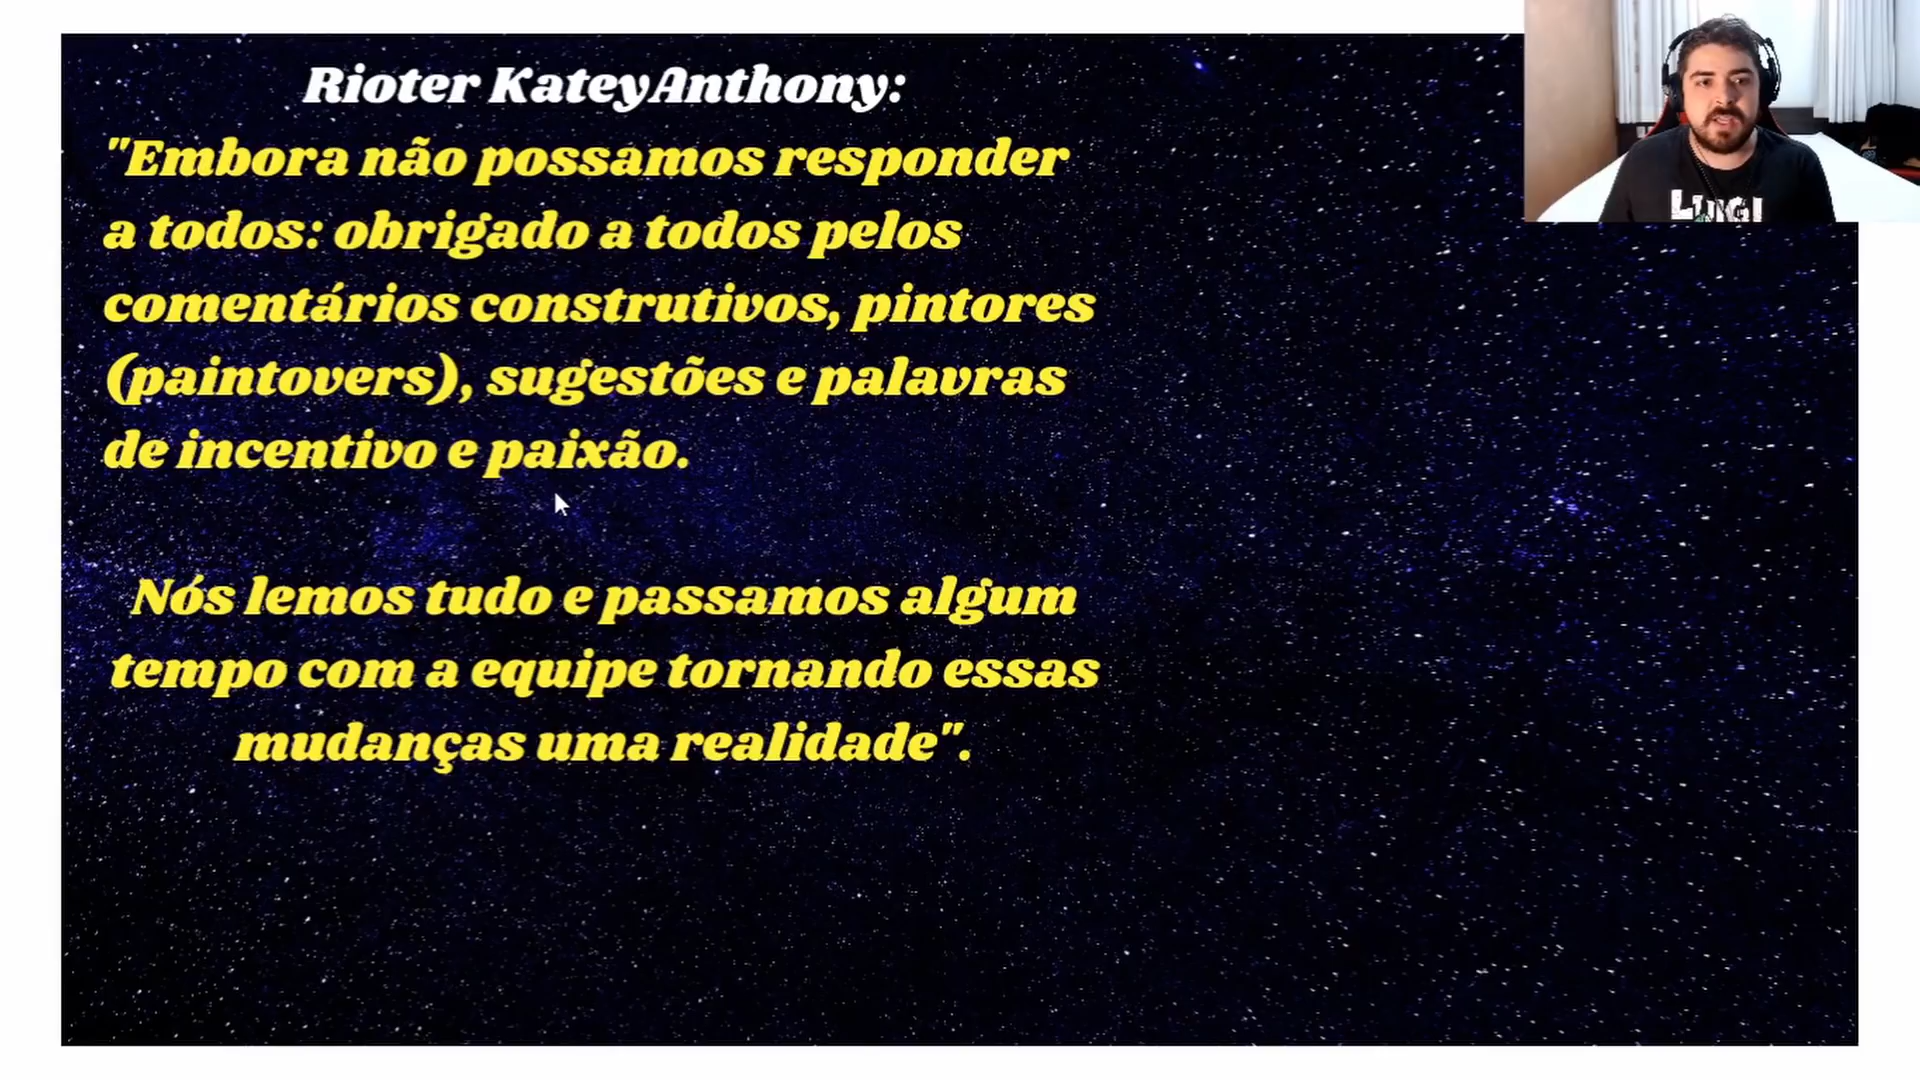 Rioter KateyAnthony:
"Embora não possamos responder
a todos: obrigado a todos pelos
comentários construtivos, pintores
(paintovers), sugestões e palavras
de incentivo e paixão.
Nós lemos tudo e passamos algum
tempo com a equipe tornando essas
mudanças uma realidade".
LUIGI